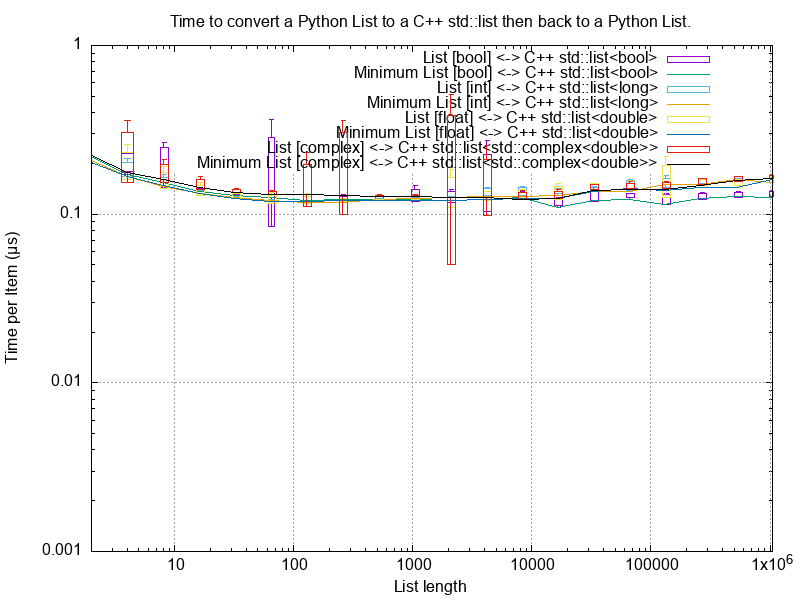 Time to convert a Python List to a C++ std::list then back to a Python List.
1
List [bool] <-> C++ std::list<bool>
Minimum List [bool] <-> C++ std::list<bool>
List [int] <-> C++ std::list<long>
Minimum List [int] <-> C++ std::list<long>
List [float] <-> C++ std::list<double>
Minimum List [float] <-> C++ std::list<double>
List [complex] <-> C++ std::list<std::complex<double>>
Minimum List [complex] <-> C++ std::list<std::complex<double>>
0.1
Time per Item (µs)
0.01
0.001
10 100 1000 10000 100000 1x10⁶
List length